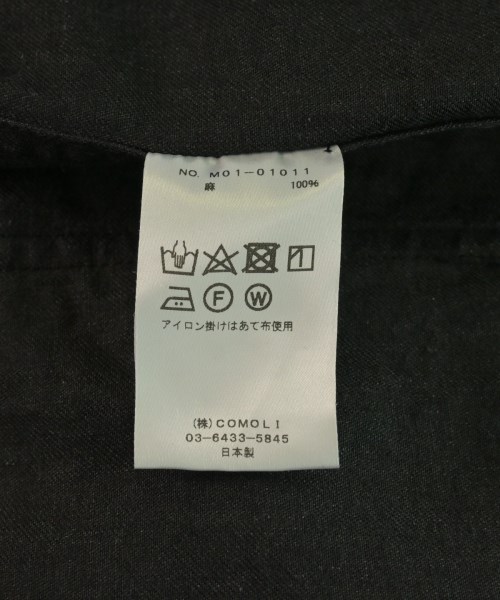 NO. M01-01011
麻 100%
F W
アイロン掛けはあて布使用
(株) COMOLI
03-6433-5845
日本製